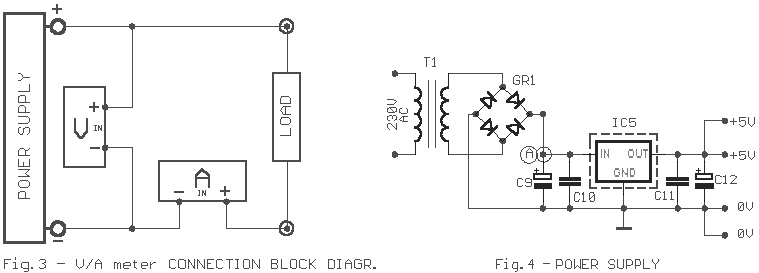 +
POWER SUPPLY
V IN
+
−
A IN
− +
LOAD
−
Fig.3 - V/A meter CONNECTION BLOCK DIAGR.
T1
230V
AC
GR1
A
IC5
IN OUT
GND
+
C9
C10
C11
+
C12
+5V
+5V
0V
0V
Fig.4 - POWER SUPPLY